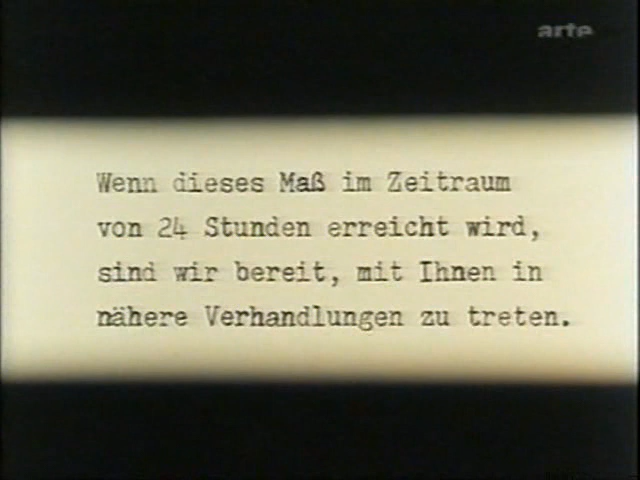 arte
Wenn dieses Maß im Zeitraum
von 24 Stunden erreicht wird,
sind wir bereit, mit Ihnen in
nähere Verhandlungen zu treten.